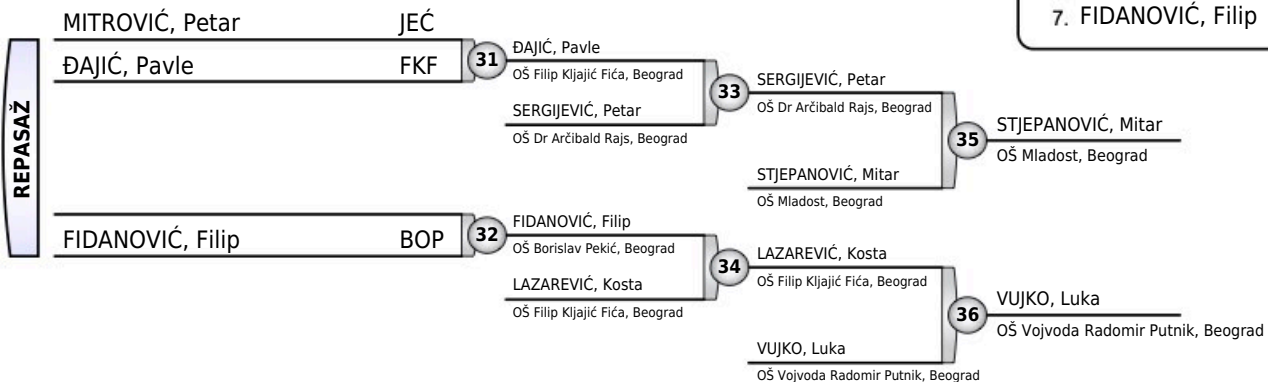 7. FIDANOVIĆ, Filip
REPASAŽ
MITROVIĆ, Petar JEĆ
ĐAJIĆ, Pavle FKF
31
ĐAJIĆ, Pavle
OŠ Filip Kljajić Fića, Beograd
SERGIJEVIĆ, Petar
OŠ Dr Arčibald Rajs, Beograd
33
SERGIJEVIĆ, Petar
OŠ Dr Arčibald Rajs, Beograd
STJEPANOVIĆ, Mitar
OŠ Mladost, Beograd
35
STJEPANOVIĆ, Mitar
OŠ Mladost, Beograd
FIDANOVIĆ, Filip BOP
32
FIDANOVIĆ, Filip
OŠ Borislav Pekić, Beograd
LAZAREVIĆ, Kosta
OŠ Filip Kljajić Fića, Beograd
34
LAZAREVIĆ, Kosta
OŠ Filip Kljajić Fića, Beograd
VUJKO, Luka
OŠ Vojvoda Radomir Putnik, Beograd
36
VUJKO, Luka
OŠ Vojvoda Radomir Putnik, Beograd